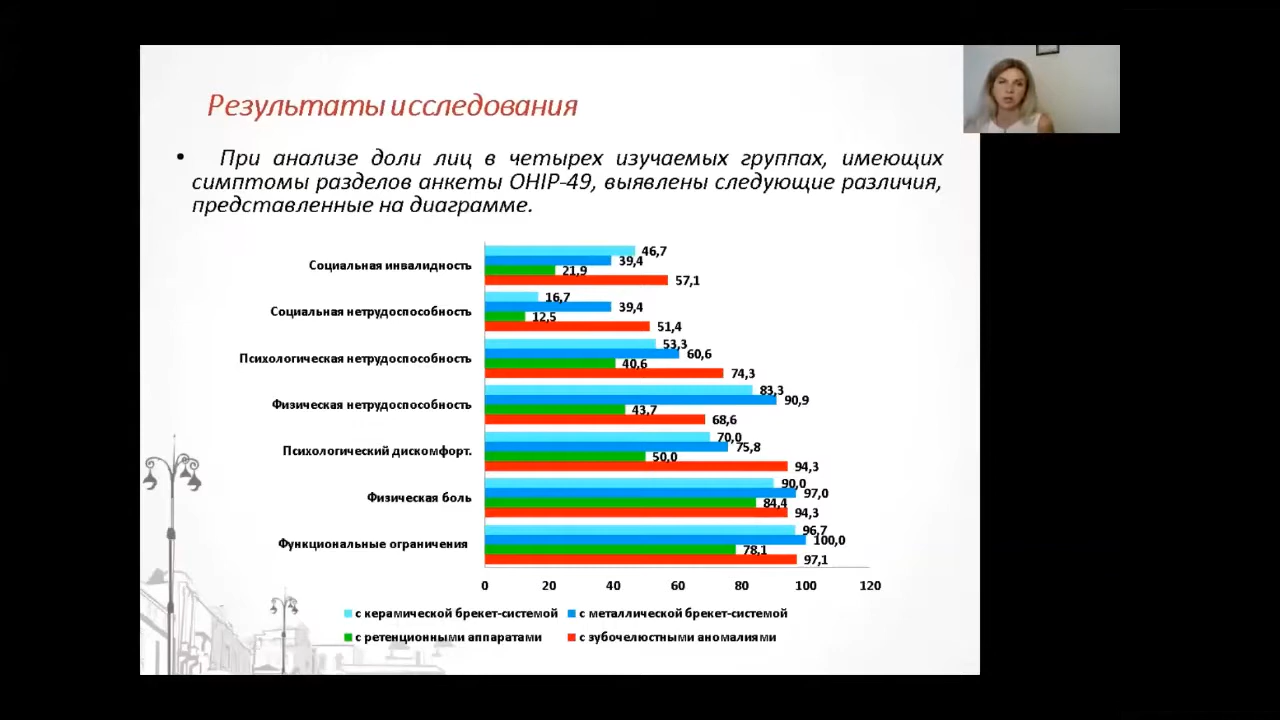 Результаты исследования
• При анализе доли лиц в четырех изучаемых группах, имеющих
симптомы разделов анкеты OHIP-49, выявлены следующие различия,
представленные на диаграмме.
Социальная инвалидность
46,7
39,4
21,9
57,1
Социальная нетрудоспособность
16,7
39,4
12,5
51,4
Психологическая нетрудоспособность
53,3
60,6
40,6
74,3
Физическая нетрудоспособность
83,3
90,9
43,7
68,6
Психологический дискомфорт.
70,0
75,8
50,0
94,3
Физическая боль
90,0
97,0
84,4
94,3
Функциональные ограничения
96,7
100,0
78,1
97,1
0 20 40 60 80 100 120
с керамической брекет-системой с металлической брекет-системой
с ретенционными аппаратами с зубочелюстными аномалиями